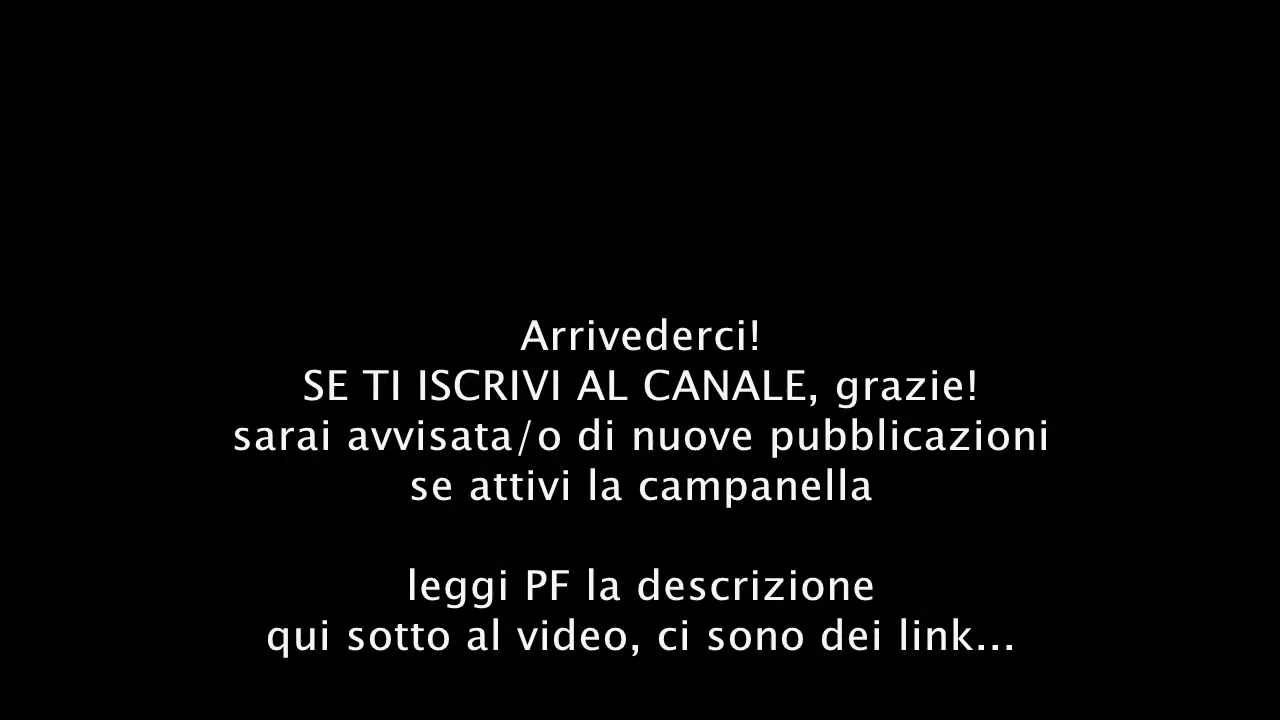 Arrivederci!
SE TI ISCRIVI AL CANALE, grazie!
sarai avvisata/o di nuove pubblicazioni
se attivi la campanella
leggi PF la descrizione
qui sotto al video, ci sono dei link...